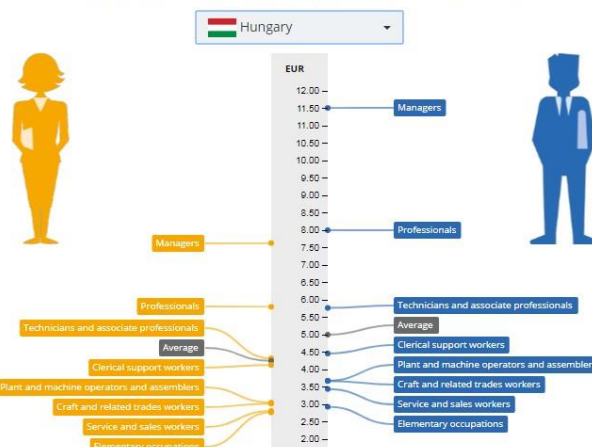 Hungary
EUR
12.00
11.50
11.00
10.50
10.00
9.50
9.00
8.50
8.00
7.50
7.00
6.50
6.00
5.50
5.00
4.50
4.00
3.50
3.00
2.50
2.00
Managers
Professionals
Technicians and associate professionals
Average
Clerical support workers
Plant and machine operators and assemblers
Craft and related trades workers
Service and sales workers
Elementary occupations
Managers
Professionals
Technicians and associate professionals
Average
Clerical support workers
Plant and machine operators and assembler
Craft and related trades workers
Service and sales workers
Elementary occupations